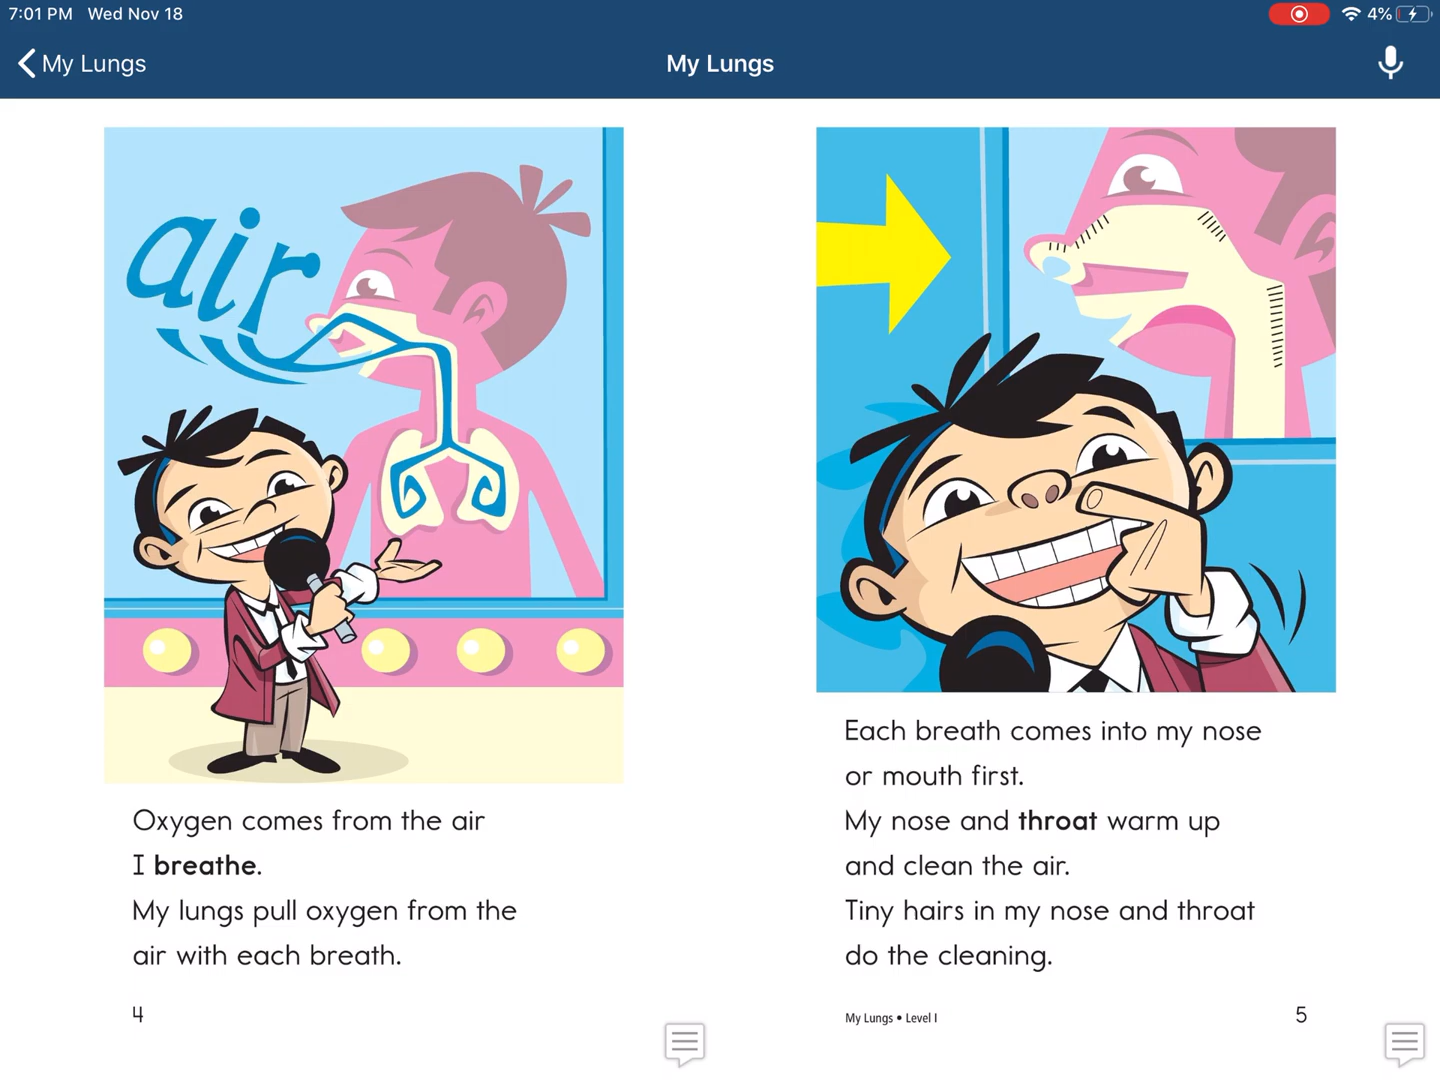 7:01 PM Wed Nov 18
4%
My Lungs
My Lungs
air
Oxygen comes from the air
I breathe.
My lungs pull oxygen from the
air with each breath.
4
Each breath comes into my nose
or mouth first.
My nose and throat warm up
and clean the air.
Tiny hairs in my nose and throat
do the cleaning.
My Lungs • Level I
5